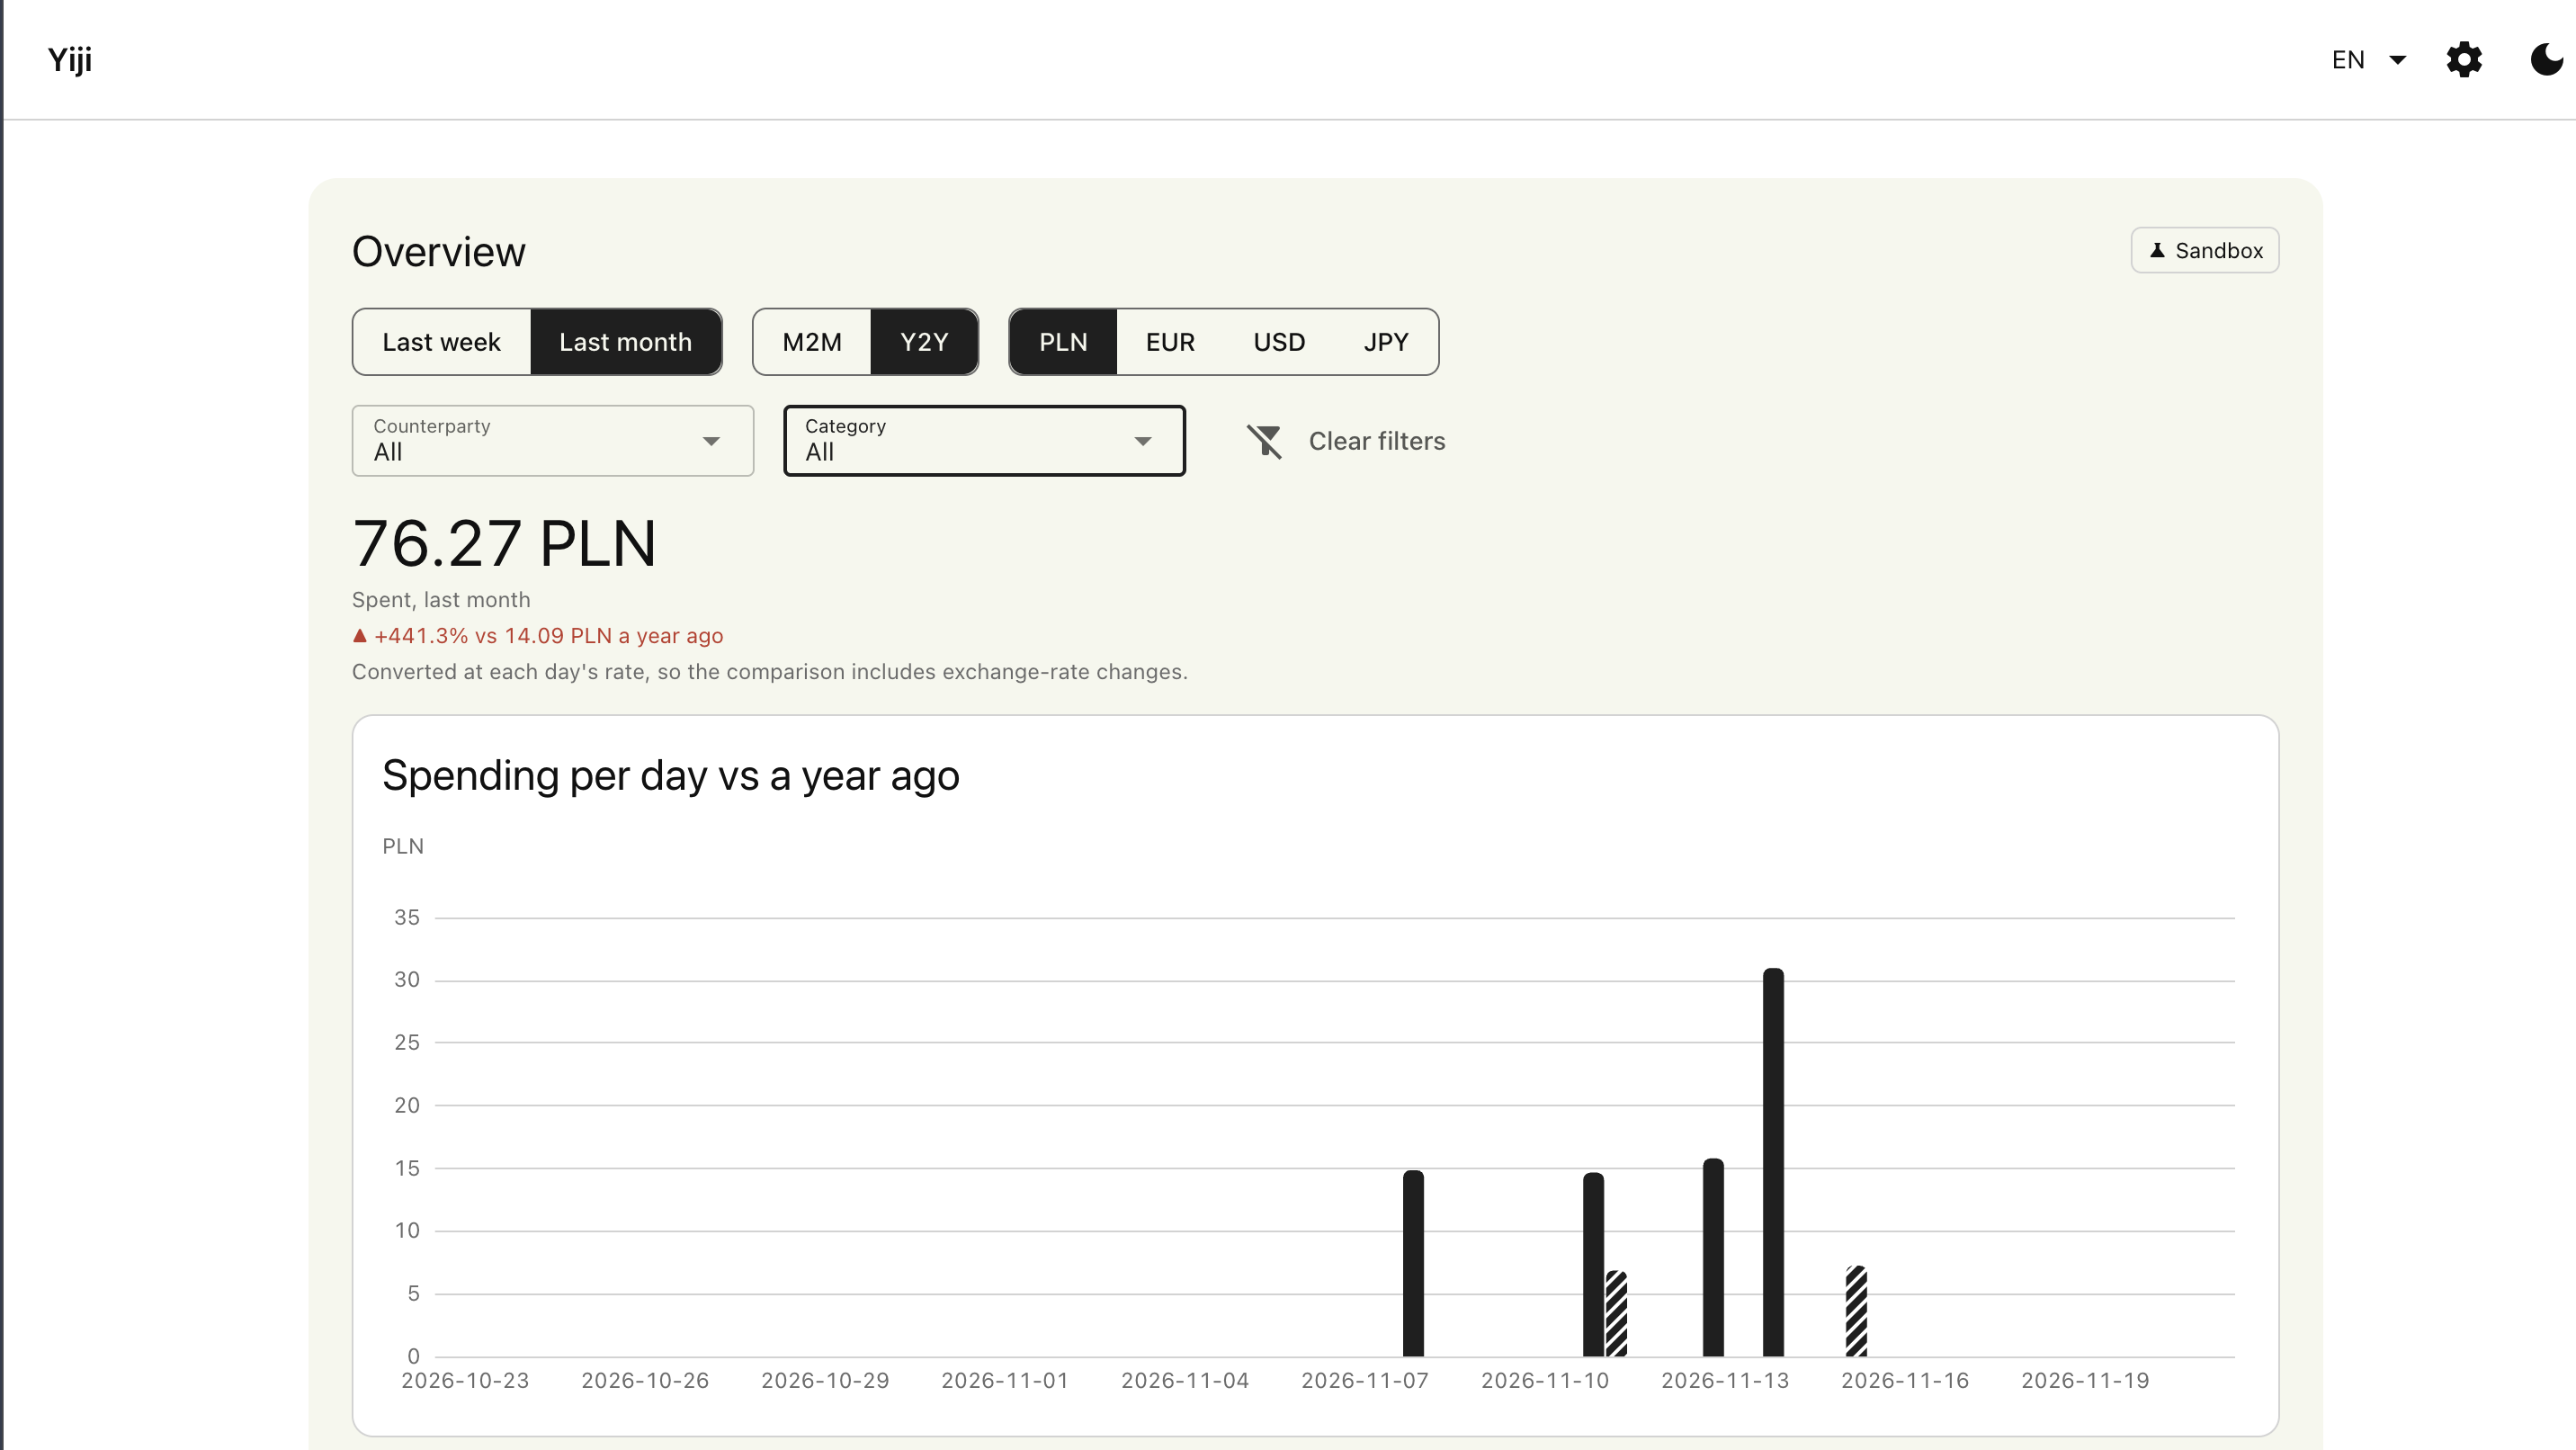 Yiji
EN
Overview
Sandbox
Last week Last month M2M Y2Y PLN EUR USD JPY
Counterparty
All
Category
All
Clear filters
76.27 PLN
Spent, last month
+441.3% vs 14.09 PLN a year ago
Converted at each day's rate, so the comparison includes exchange-rate changes.
Spending per day vs a year ago
PLN
35
30
25
20
15
10
5
0
2026-10-23 2026-10-26 2026-10-29 2026-11-01 2026-11-04 2026-11-07 2026-11-10 2026-11-13 2026-11-16 2026-11-19